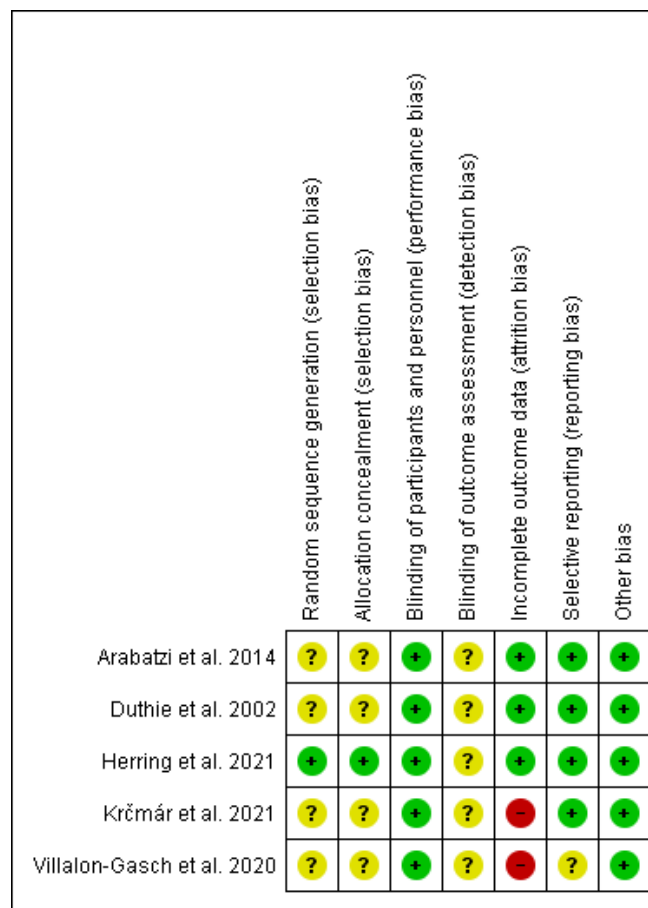 Random sequence generation (selection bias)
Allocation concealment (selection bias)
Blinding of participants and personnel (performance bias)
Blinding of outcome assessment (detection bias)
Incomplete outcome data (attrition bias)
Selective reporting (reporting bias)
Other bias
Arabatzi et al. 2014 ? ? + ? + + +
Duthie et al. 2002 ? ? + ? + + +
Herring et al. 2021 + + + ? + + +
Krčmár et al. 2021 ? ? + ? - + +
Villalon-Gasch et al. 2020 ? ? + ? - ? +